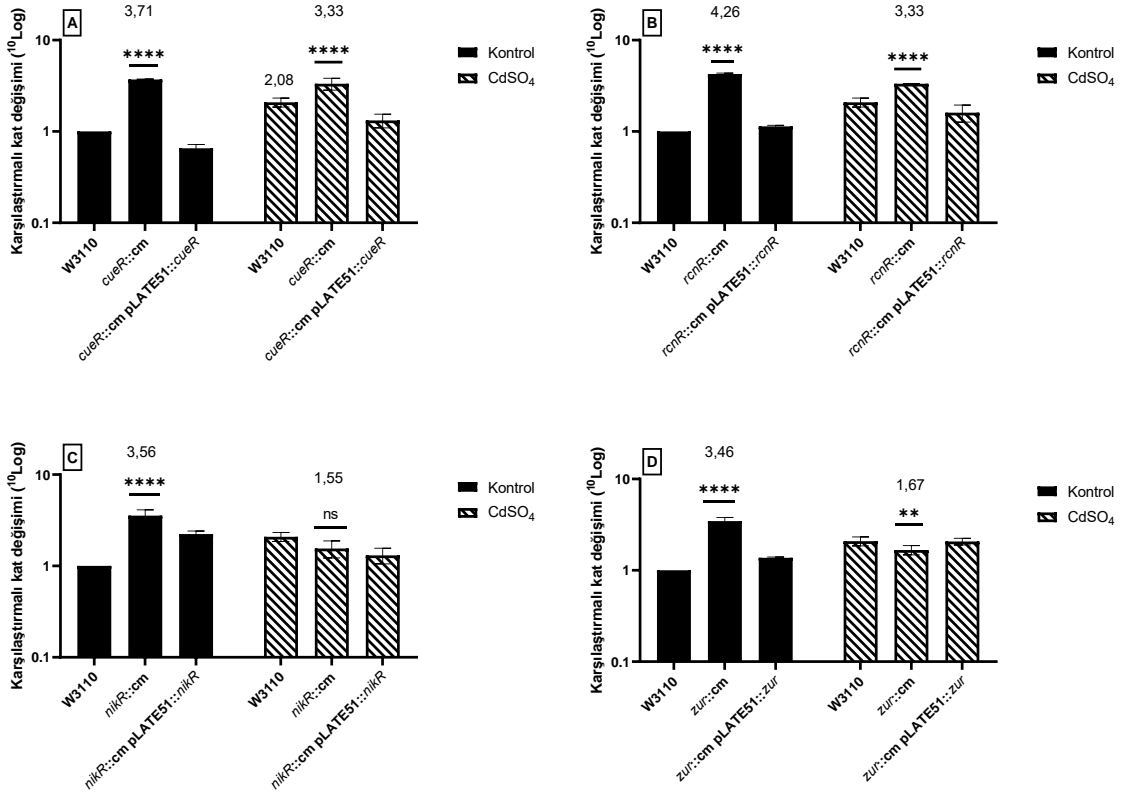 A
3,71
3,33
Karşılaştırmalı kat değişimi (¹⁰Log)
10
1
0.1
****
2,08
****
Kontrol
CdSO₄
W3110
cueR::cm
cueR::cm pLATE51::cueR
W3110
cueR::cm
cueR::cm pLATE51::cueR
B
4,26
3,33
Karşılaştırmalı kat değişimi (¹⁰Log)
10
1
0.1
****
****
Kontrol
CdSO₄
W3110
rcnR::cm
rcnR::cm pLATE51::rcnR
W3110
rcnR::cm
rcnR::cm pLATE51::rcnR
C
3,56
1,55
Karşılaştırmalı kat değişimi (¹⁰Log)
10
1
0.1
****
ns
Kontrol
CdSO₄
W3110
nikR::cm
nikR::cm pLATE51::nikR
W3110
nikR::cm
nikR::cm pLATE51::nikR
D
3,46
1,67
Karşılaştırmalı kat değişimi (¹⁰Log)
10
1
0.1
****
**
Kontrol
CdSO₄
W3110
zur::cm
zur::cm pLATE51::zur
W3110
zur::cm
zur::cm pLATE51::zur